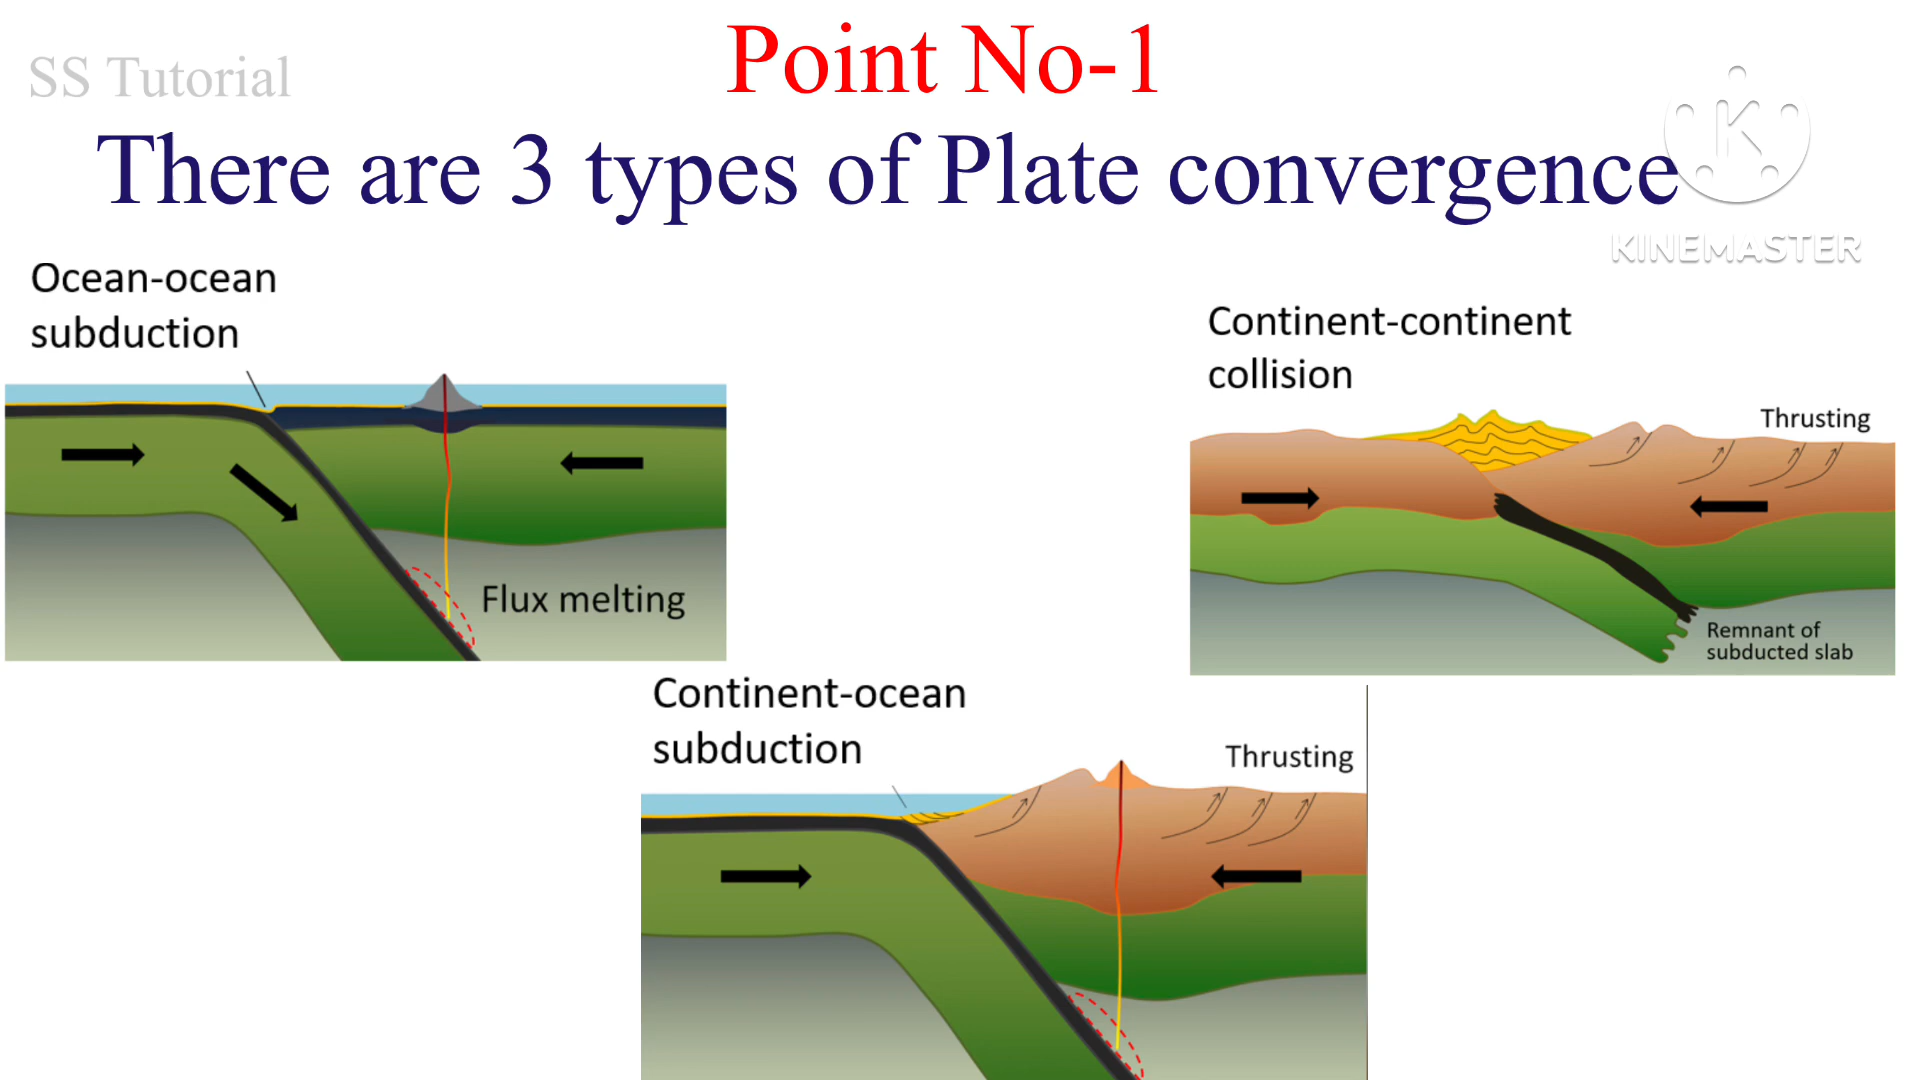 SS Tutorial
Point No-1
There are 3 types of Plate convergence
K
KINEMASTER
Ocean-ocean
subduction
Flux melting
Continent-continent
collision
Thrusting
Remnant of
subducted slab
Continent-ocean
subduction
Thrusting